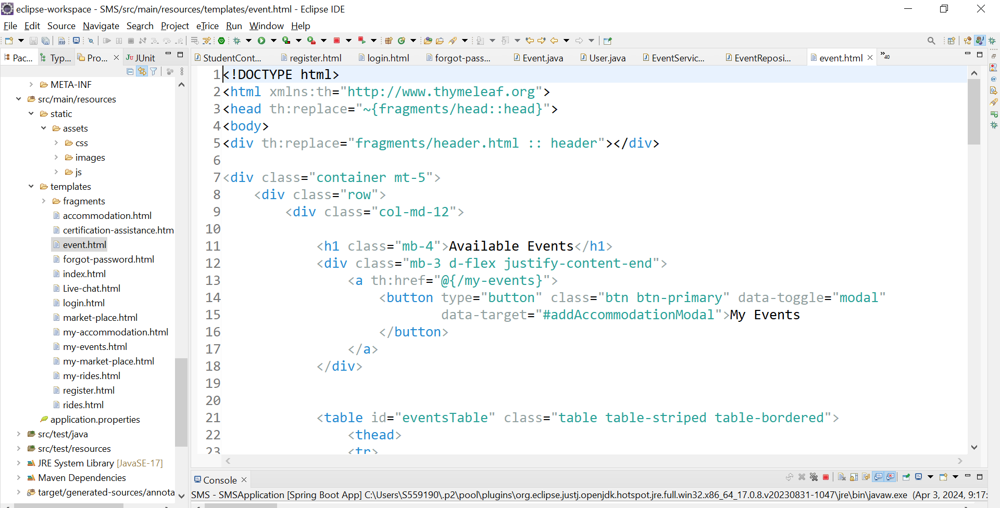 eclipse-workspace - SMS/src/main/resources/templates/event.html - Eclipse IDE
File Edit Source Navigate Search Project eTrice Run Window Help
Pac... Typ... Pro... JUnit
StudentCont... register.html login.html forgot-pass... Event.java User.java EventServic... EventReposi... event.html »40
META-INF
src/main/resources
static
assets
css
images
js
templates
fragments
accommodation.html
certification-assistance.htm
event.html
forgot-password.html
index.html
Live-chat.html
login.html
market-place.html
my-accommodation.html
my-events.html
my-market-place.html
my-rides.html
register.html
rides.html
application.properties
src/test/java
src/test/resources
JRE System Library [JavaSE-17]
Maven Dependencies
target/generated-sources/annota
1 <!DOCTYPE html>
2 <html xmlns:th="http://www.thymeleaf.org">
3 <head th:replace="~{fragments/head::head}">
4 <body>
5 <div th:replace="fragments/header.html :: header"></div>
6
7 <div class="container mt-5">
8 <div class="row">
9 <div class="col-md-12">
10
11 <h1 class="mb-4">Available Events</h1>
12 <div class="mb-3 d-flex justify-content-end">
13 <a th:href="@{/my-events}">
14 <button type="button" class="btn btn-primary" data-toggle="modal"
15 data-target="#addAccommodationModal">My Events
16 </button>
17 </a>
18 </div>
19
20
21 <table id="eventsTable" class="table table-striped table-bordered">
22 <thead>
23 <tr>
Console
SMS - SMSApplication [Spring Boot App] C:\Users\S559190\.p2\pool\plugins\org.eclipse.justj.openjdk.hotspot.jre.full.win32.x86_64_17.0.8.v20230831-1047\jre\bin\javaw.exe (Apr 3, 2024, 9:17: